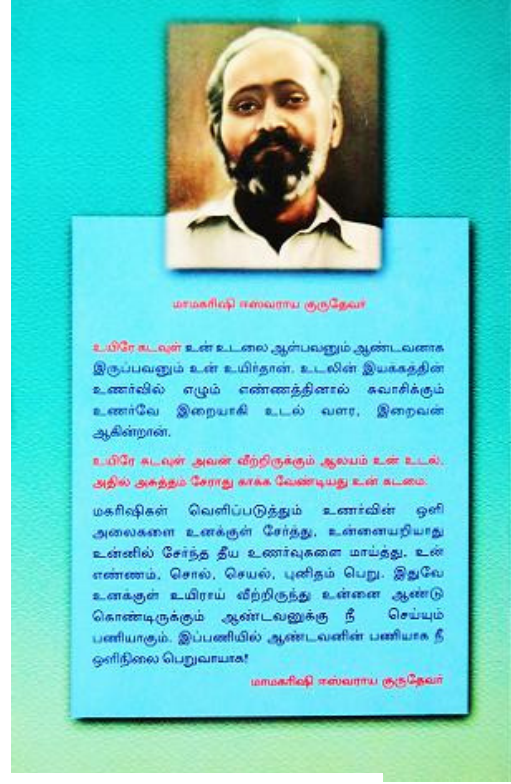 மாமகரிஷி ஈஸ்வராய குருதேவர்
உயிரே கடவுள் உன் உடலை ஆள்பவனும் ஆண்டவனாக
இருப்பவனும் உன் உயிர்தான். உடலின் இயக்கத்தின்
உணர்வில் எழும் எண்ணத்தினால் சுவாசிக்கும்
உணர்வே இறையாகி உடல் வளர, இறைவன்
ஆகின்றான்.
உயிரே கடவுள் அவன் வீற்றிருக்கும் ஆலயம் உன் உடல்,
அதில் அசுத்தம் சேராது காக்க வேண்டியது உன் கடமை.
மகரிஷிகள் வெளிப்படுத்தும் உணர்வின் ஒளி
அலைகளை உனக்குள் சேர்த்து, உன்னையறியாது
உன்னில் சேர்ந்த தீய உணர்வுகளை மாய்த்து, உன்
எண்ணம், சொல், செயல், புனிதம் பெறு. இதுவே
உனக்குள் உயிராய் வீற்றிருந்து உன்னை ஆண்டு
கொண்டிருக்கும் ஆண்டவனுக்கு நீ செய்யும்
பணியாகும். இப்பணியில் ஆண்டவனின் பணியாக நீ
ஒளிநிலை பெறுவாயாக!
மாமகரிஷி ஈஸ்வராய குருதேவர்